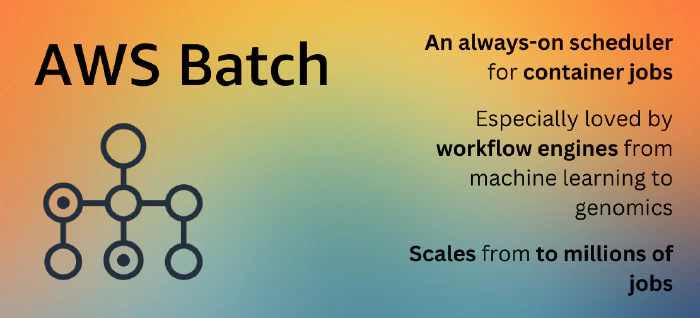 AWS Batch
An always-on scheduler
for container jobs
Especially loved by
workflow engines from
machine learning to
genomics
Scales from to millions of
jobs